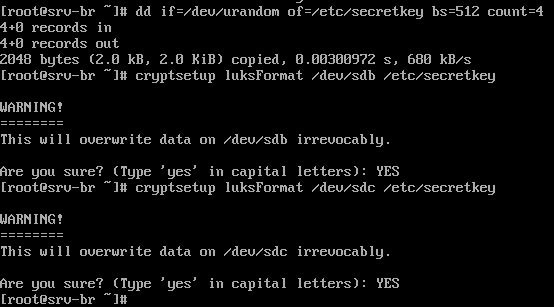 [root@srv-br ~]# dd if=/dev/urandom of=/etc/secretkey bs=512 count=4
4+0 records in
4+0 records out
2048 bytes (2.0 kB, 2.0 KiB) copied, 0.00300972 s, 680 kB/s
[root@srv-br ~]# cryptsetup luksFormat /dev/sdb /etc/secretkey

WARNING!
========
This will overwrite data on /dev/sdb irrevocably.

Are you sure? (Type 'yes' in capital letters): YES
[root@srv-br ~]# cryptsetup luksFormat /dev/sdc /etc/secretkey

WARNING!
========
This will overwrite data on /dev/sdc irrevocably.

Are you sure? (Type 'yes' in capital letters): YES
[root@srv-br ~]#